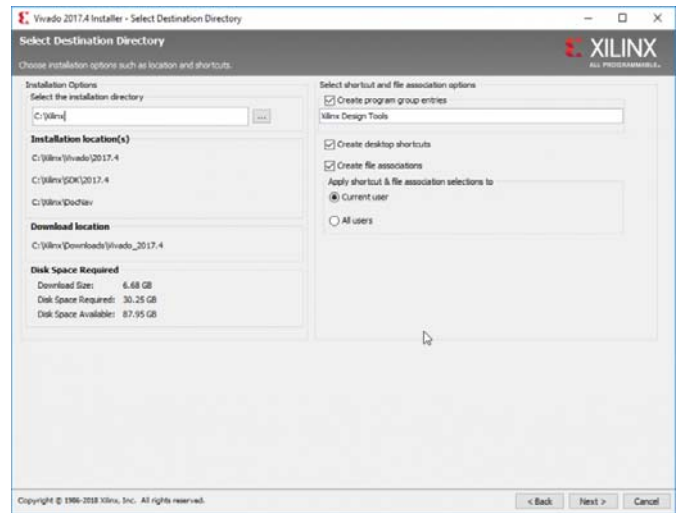 Vivado 2017.4 Installer - Select Destination Directory
Select Destination Directory
Choose installation options such as location and shortcuts.
XILINX
ALL PROGRAMMABLE.
Installation Options
Select the installation directory
C:\Xilinx
...
Installation location(s)
C:\Xilinx\Vivado\2017.4
C:\Xilinx\SDK\2017.4
C:\Xilinx\DocNav
Download location
C:\Xilinx\Downloads\Vivado_2017.4
Disk Space Required
Download Size: 6.68 GB
Disk Space Required: 30.25 GB
Disk Space Available: 87.95 GB
Select shortcut and file association options
Create program group entries
Xilinx Design Tools
Create desktop shortcuts
Create file associations
Apply shortcut & file association selections to
Current user
All users
Copyright © 1986-2018 Xilinx, Inc. All rights reserved.
< Back
Next >
Cancel